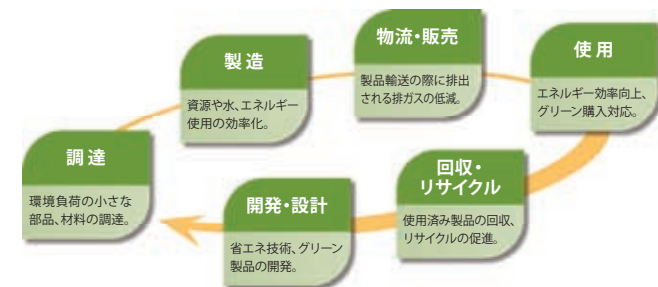 調達
環境負荷の小さな
部品、材料の調達。
製造
資源や水、エネルギー
使用の効率化。
物流・販売
製品輸送の際に排出
される排ガスの低減。
使用
エネルギー効率向上、
グリーン購入対応。
回収・
リサイクル
使用済み製品の回収、
リサイクルの促進。
開発・設計
省エネ技術、グリーン
製品の開発。